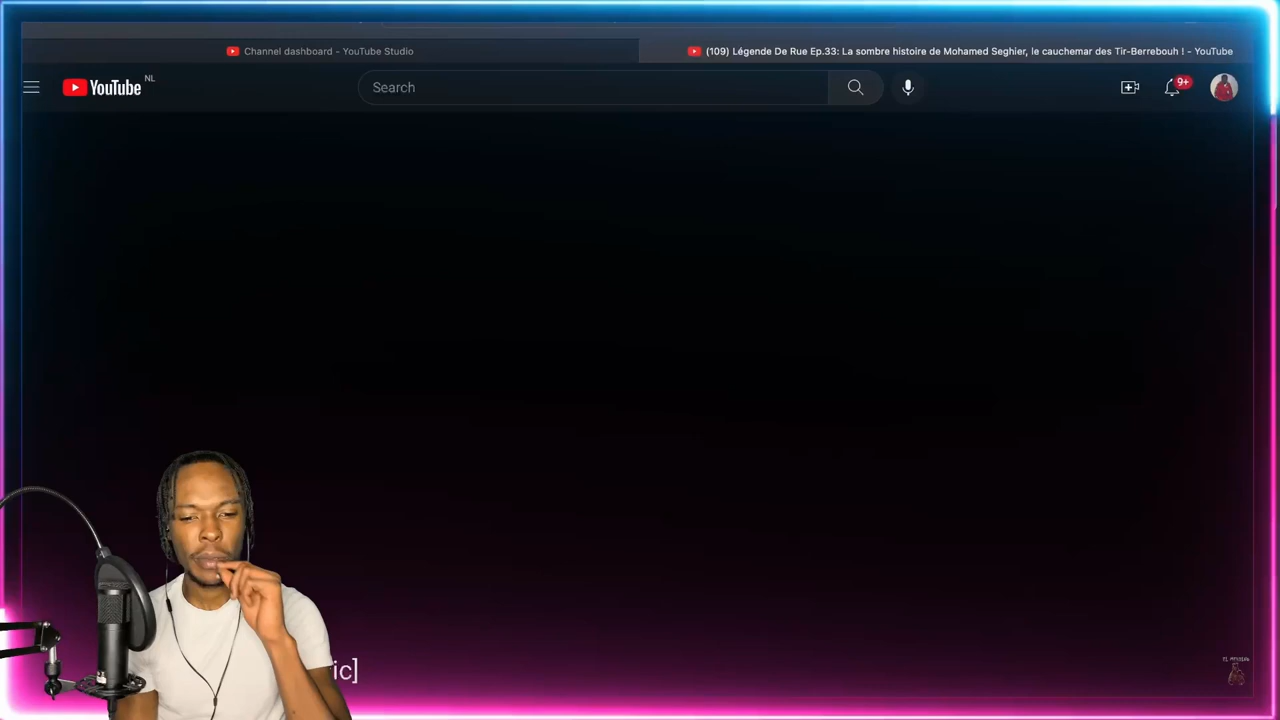 Channel dashboard - YouTube Studio
(109) Légende De Rue Ep.33: La sombre histoire de Mohamed Seghier, le cauchemar des Tir-Berrebouh ! - YouTube
YouTube NL
Search
9+
ic]